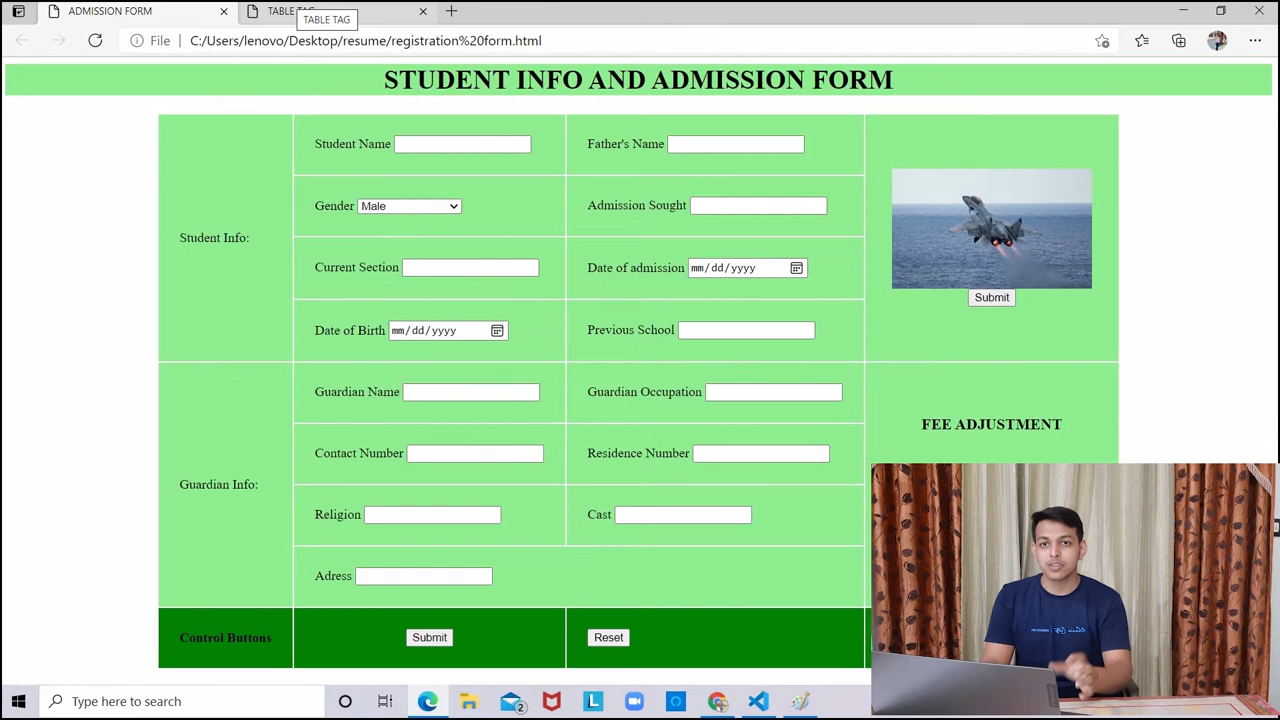 ADMISSION FORM
TABLE TAG
TABLE TAG
File
C:/Users/lenovo/Desktop/resume/registration%20form.html
STUDENT INFO AND ADMISSION FORM
Student Info:
Student Name
Father's Name
Gender Male
Admission Sought
Current Section
Date of admission mm/dd/yyyy
Date of Birth mm/dd/yyyy
Previous School
Submit
Guardian Info:
Guardian Name
Guardian Occupation
FEE ADJUSTMENT
Contact Number
Residence Number
Religion
Cast
Adress
Control Buttons
Submit
Reset
Type here to search
2